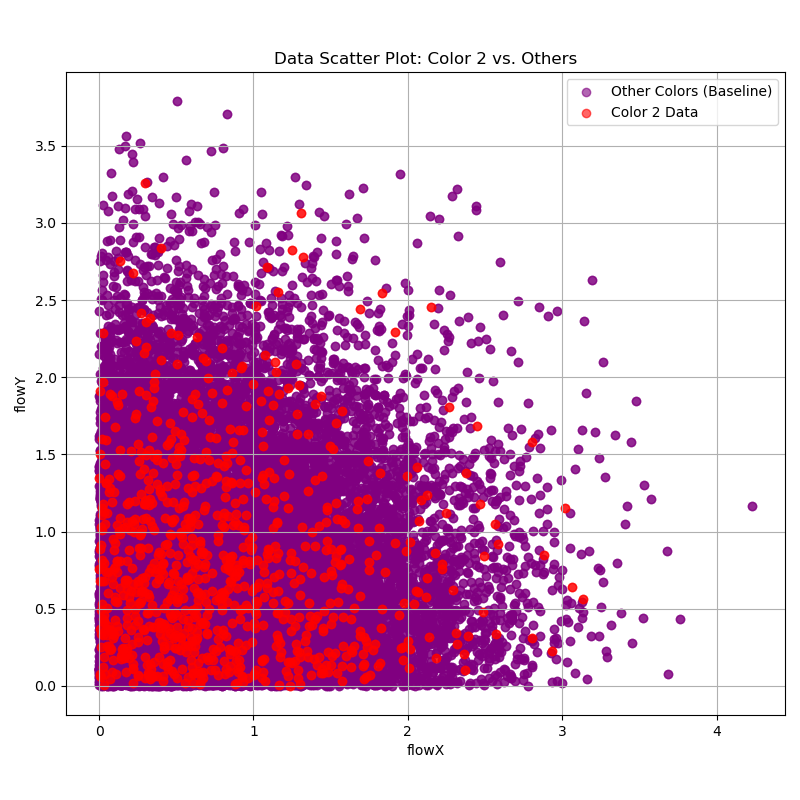 Data Scatter Plot: Color 2 vs. Others
Other Colors (Baseline)
Color 2 Data
flowY
3.5
3.0
2.5
2.0
1.5
1.0
0.5
0.0
0 1 2 3 4
flowX